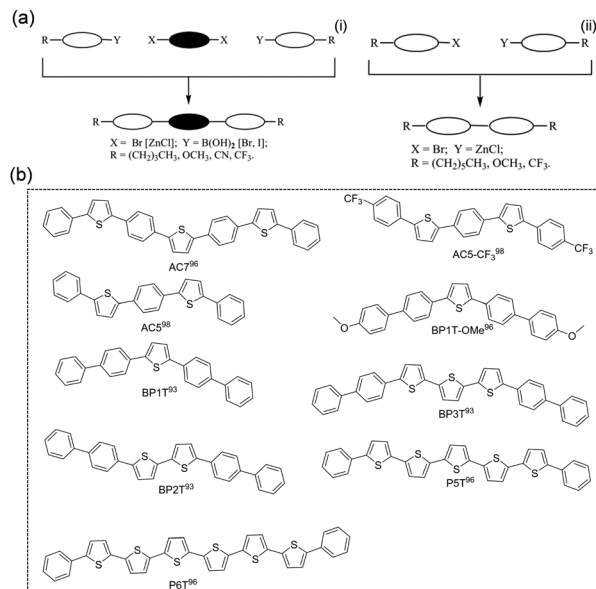 (a)
(i)
R Y X X Y R
R R
X = Br [ZnCl]; Y = B(OH)₂ [Br, I];
R = (CH₂)₃CH₃, OCH₃, CN, CF₃.
(ii)
R X Y R
R R
X = Br; Y = ZnCl;
R = (CH₂)₅CH₃, OCH₃, CF₃.
(b)
S S S
AC7⁹⁶
CF₃ S S CF₃
AC5-CF₃⁹⁸
S S
AC5⁹⁸
O S O
BP1T-OMe⁹⁶
S
BP1T⁹³
S S S
BP3T⁹³
S S
BP2T⁹³
S S S S S
P5T⁹⁶
S S S S S S
P6T⁹⁶